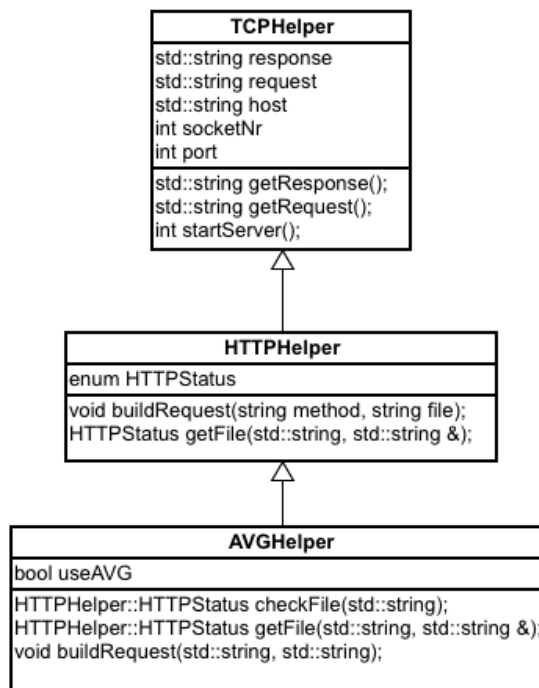 TCPHelper
std::string response
std::string request
std::string host
int socketNr
int port
std::string getResponse();
std::string getRequest();
int startServer();
HTTPHelper
enum HTTPStatus
void buildRequest(string method, string file);
HTTPStatus getFile(std::string, std::string &);
AVGHelper
bool useAVG
HTTPHelper::HTTPStatus checkFile(std::string);
HTTPHelper::HTTPStatus getFile(std::string, std::string &);
void buildRequest(std::string, std::string);